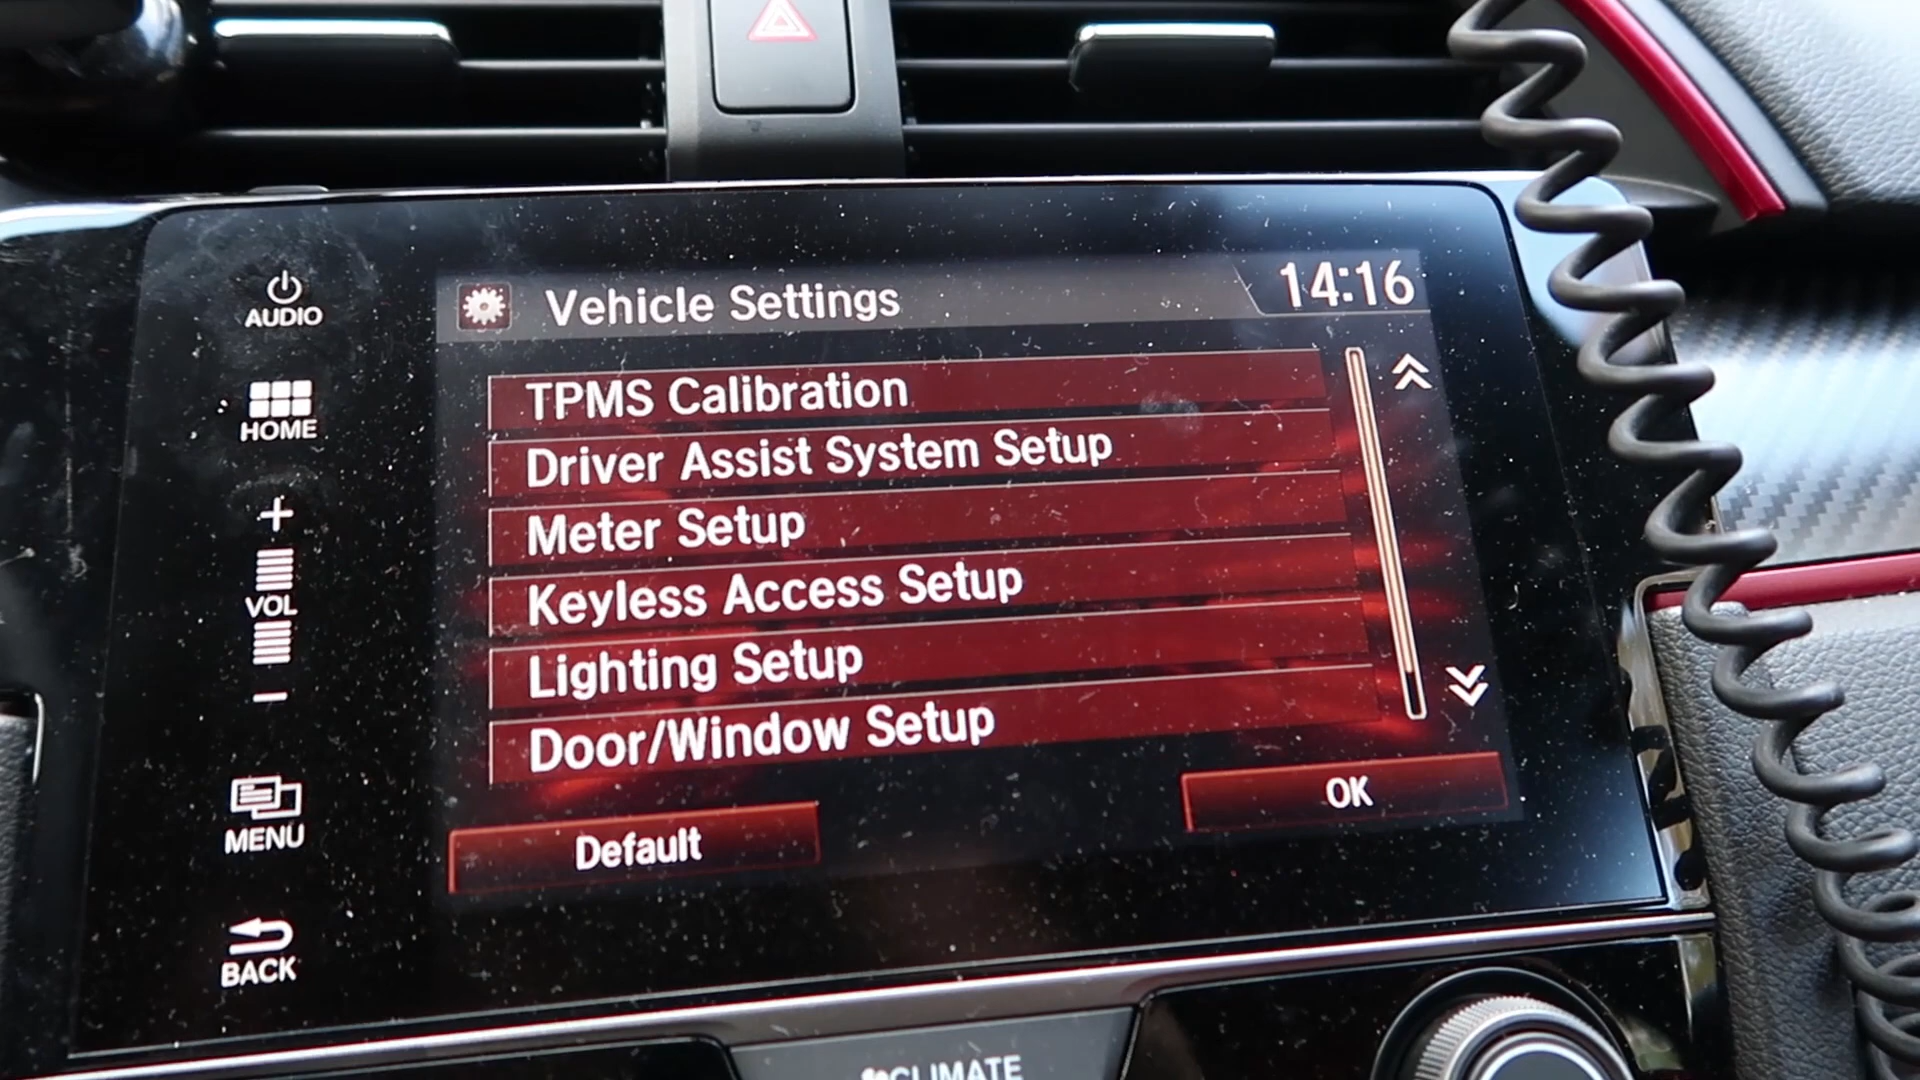 Vehicle Settings
14:16
AUDIO
HOME
+
VOL
-
MENU
BACK
TPMS Calibration
Driver Assist System Setup
Meter Setup
Keyless Access Setup
Lighting Setup
Door/Window Setup
Default
OK
CLIMATE